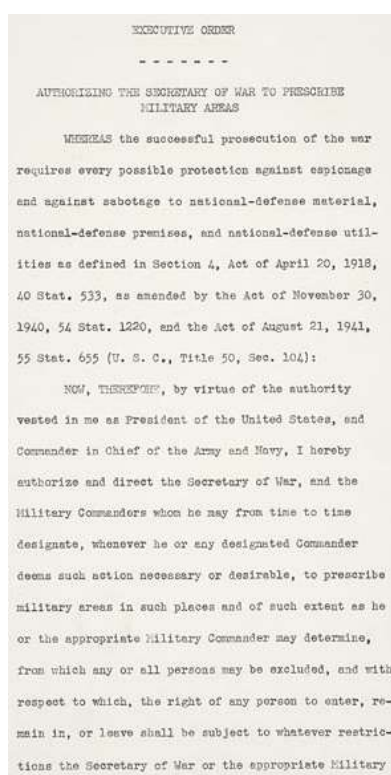 EXECUTIVE ORDER
- - - - - - -
AUTHORIZING THE SECRETARY OF WAR TO PRESCRIBE
MILITARY AREAS
WHEREAS the successful prosecution of the war
requires every possible protection against espionage
and against sabotage to national-defense material,
national-defense premises, and national-defense util-
ities as defined in Section 4, Act of April 20, 1918,
40 Stat. 533, as amended by the Act of November 30,
1940, 54 Stat. 1220, and the Act of August 21, 1941,
55 Stat. 655 (U. S. C., Title 50, Sec. 104):
NOW, THEREFORE, by virtue of the authority
vested in me as President of the United States, and
Commander in Chief of the Army and Navy, I hereby
authorize and direct the Secretary of War, and the
Military Commanders whom he may from time to time
designate, whenever he or any designated Commander
deems such action necessary or desirable, to prescribe
military areas in such places and of such extent as he
or the appropriate Military Commander may determine,
from which any or all persons may be excluded, and with
respect to which, the right of any person to enter, re-
main in, or leave shall be subject to whatever restric-
tions the Secretary of War or the appropriate Military